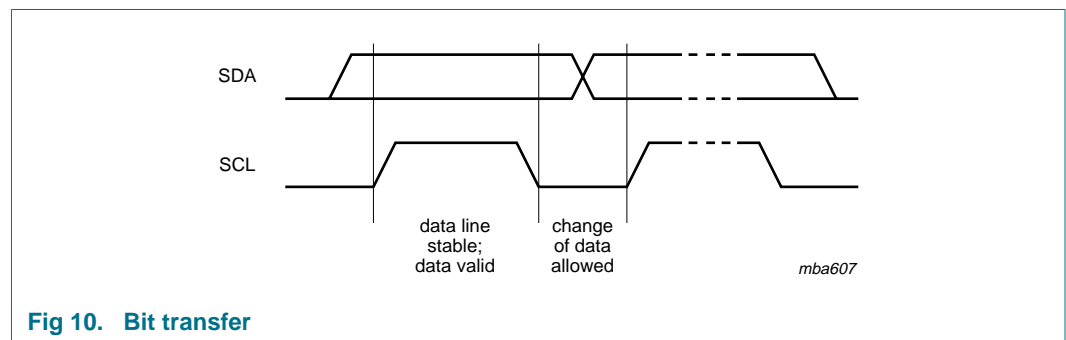 SDA
SCL
data line
stable;
data valid
change
of data
allowed
mba607
Fig 10. Bit transfer